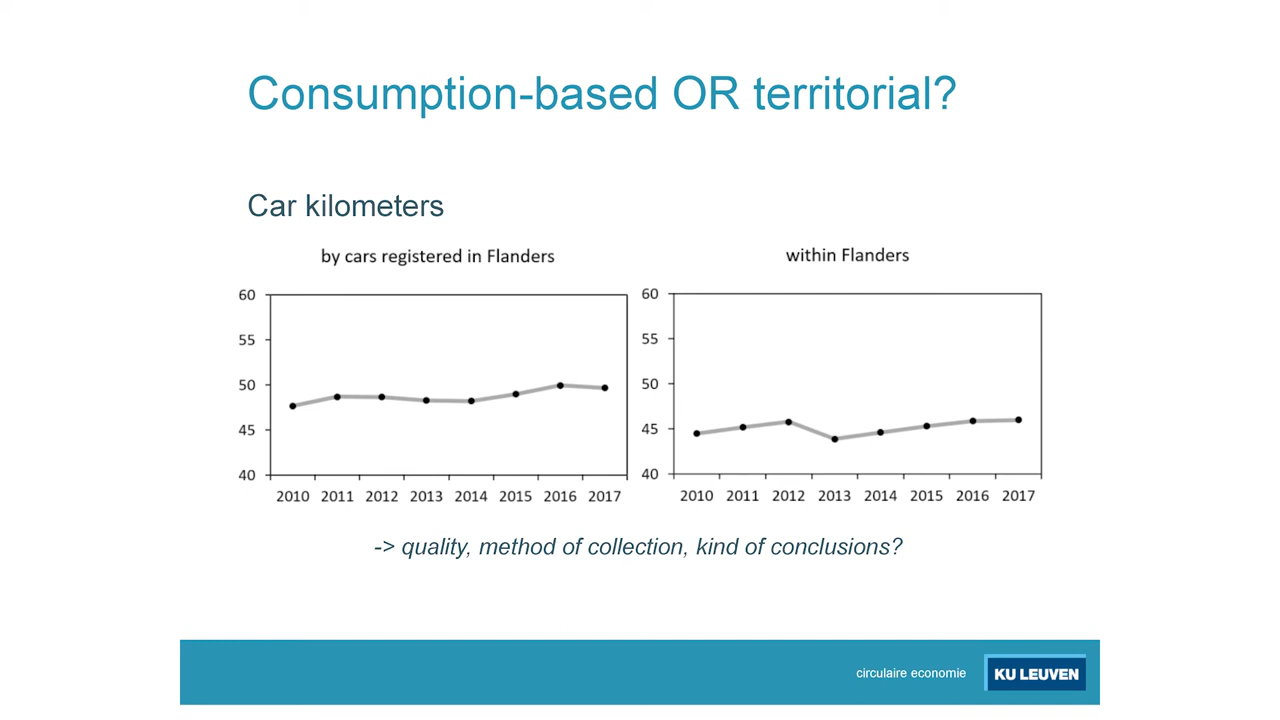 Consumption-based OR territorial?
Car kilometers
by cars registered in Flanders
60
55
50
45
40
2010 2011 2012 2013 2014 2015 2016 2017
within Flanders
60
55
50
45
40
2010 2011 2012 2013 2014 2015 2016 2017
-> quality, method of collection, kind of conclusions?
circulaire economie
KU LEUVEN